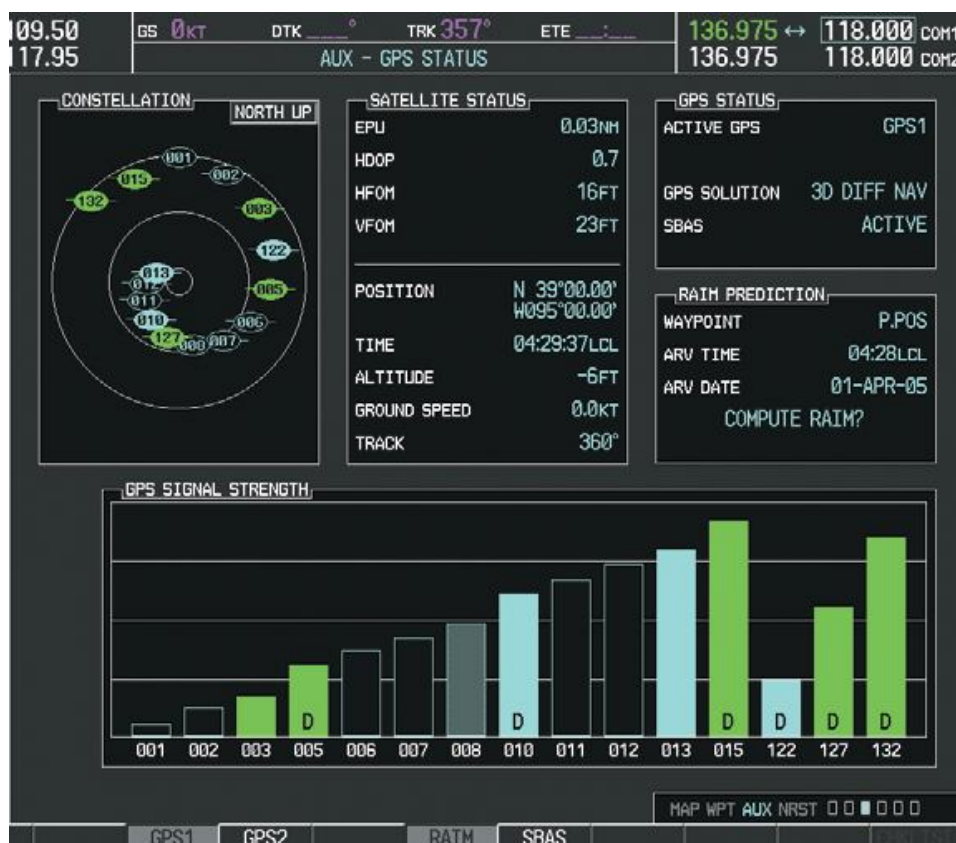 109.50 GS 0KT DTK ___° TRK 357° ETE __:__ 136.975 ↔ 118.000 COM1
117.95 AUX - GPS STATUS 136.975 118.000 COM2
CONSTELLATION
NORTH UP
001
002
015
132
003
122
013
012
005
011
010
006
127
008
007
SATELLITE STATUS
EPU 0.03NM
HDOP 0.7
HFOM 16FT
VFOM 23FT
POSITION N 39°00.00'
W095°00.00'
TIME 04:29:37LCL
ALTITUDE -6FT
GROUND SPEED 0.0KT
TRACK 360°
GPS STATUS
ACTIVE GPS GPS1
GPS SOLUTION 3D DIFF NAV
SBAS ACTIVE
RAIM PREDICTION
WAYPOINT P.POS
ARV TIME 04:28LCL
ARV DATE 01-APR-05
COMPUTE RAIM?
GPS SIGNAL STRENGTH
D D D D D D
001 002 003 005 006 007 008 010 011 012 013 015 122 127 132
MAP WPT AUX NRST
GPS1 GPS2 RAIM SBAS CHKLIST